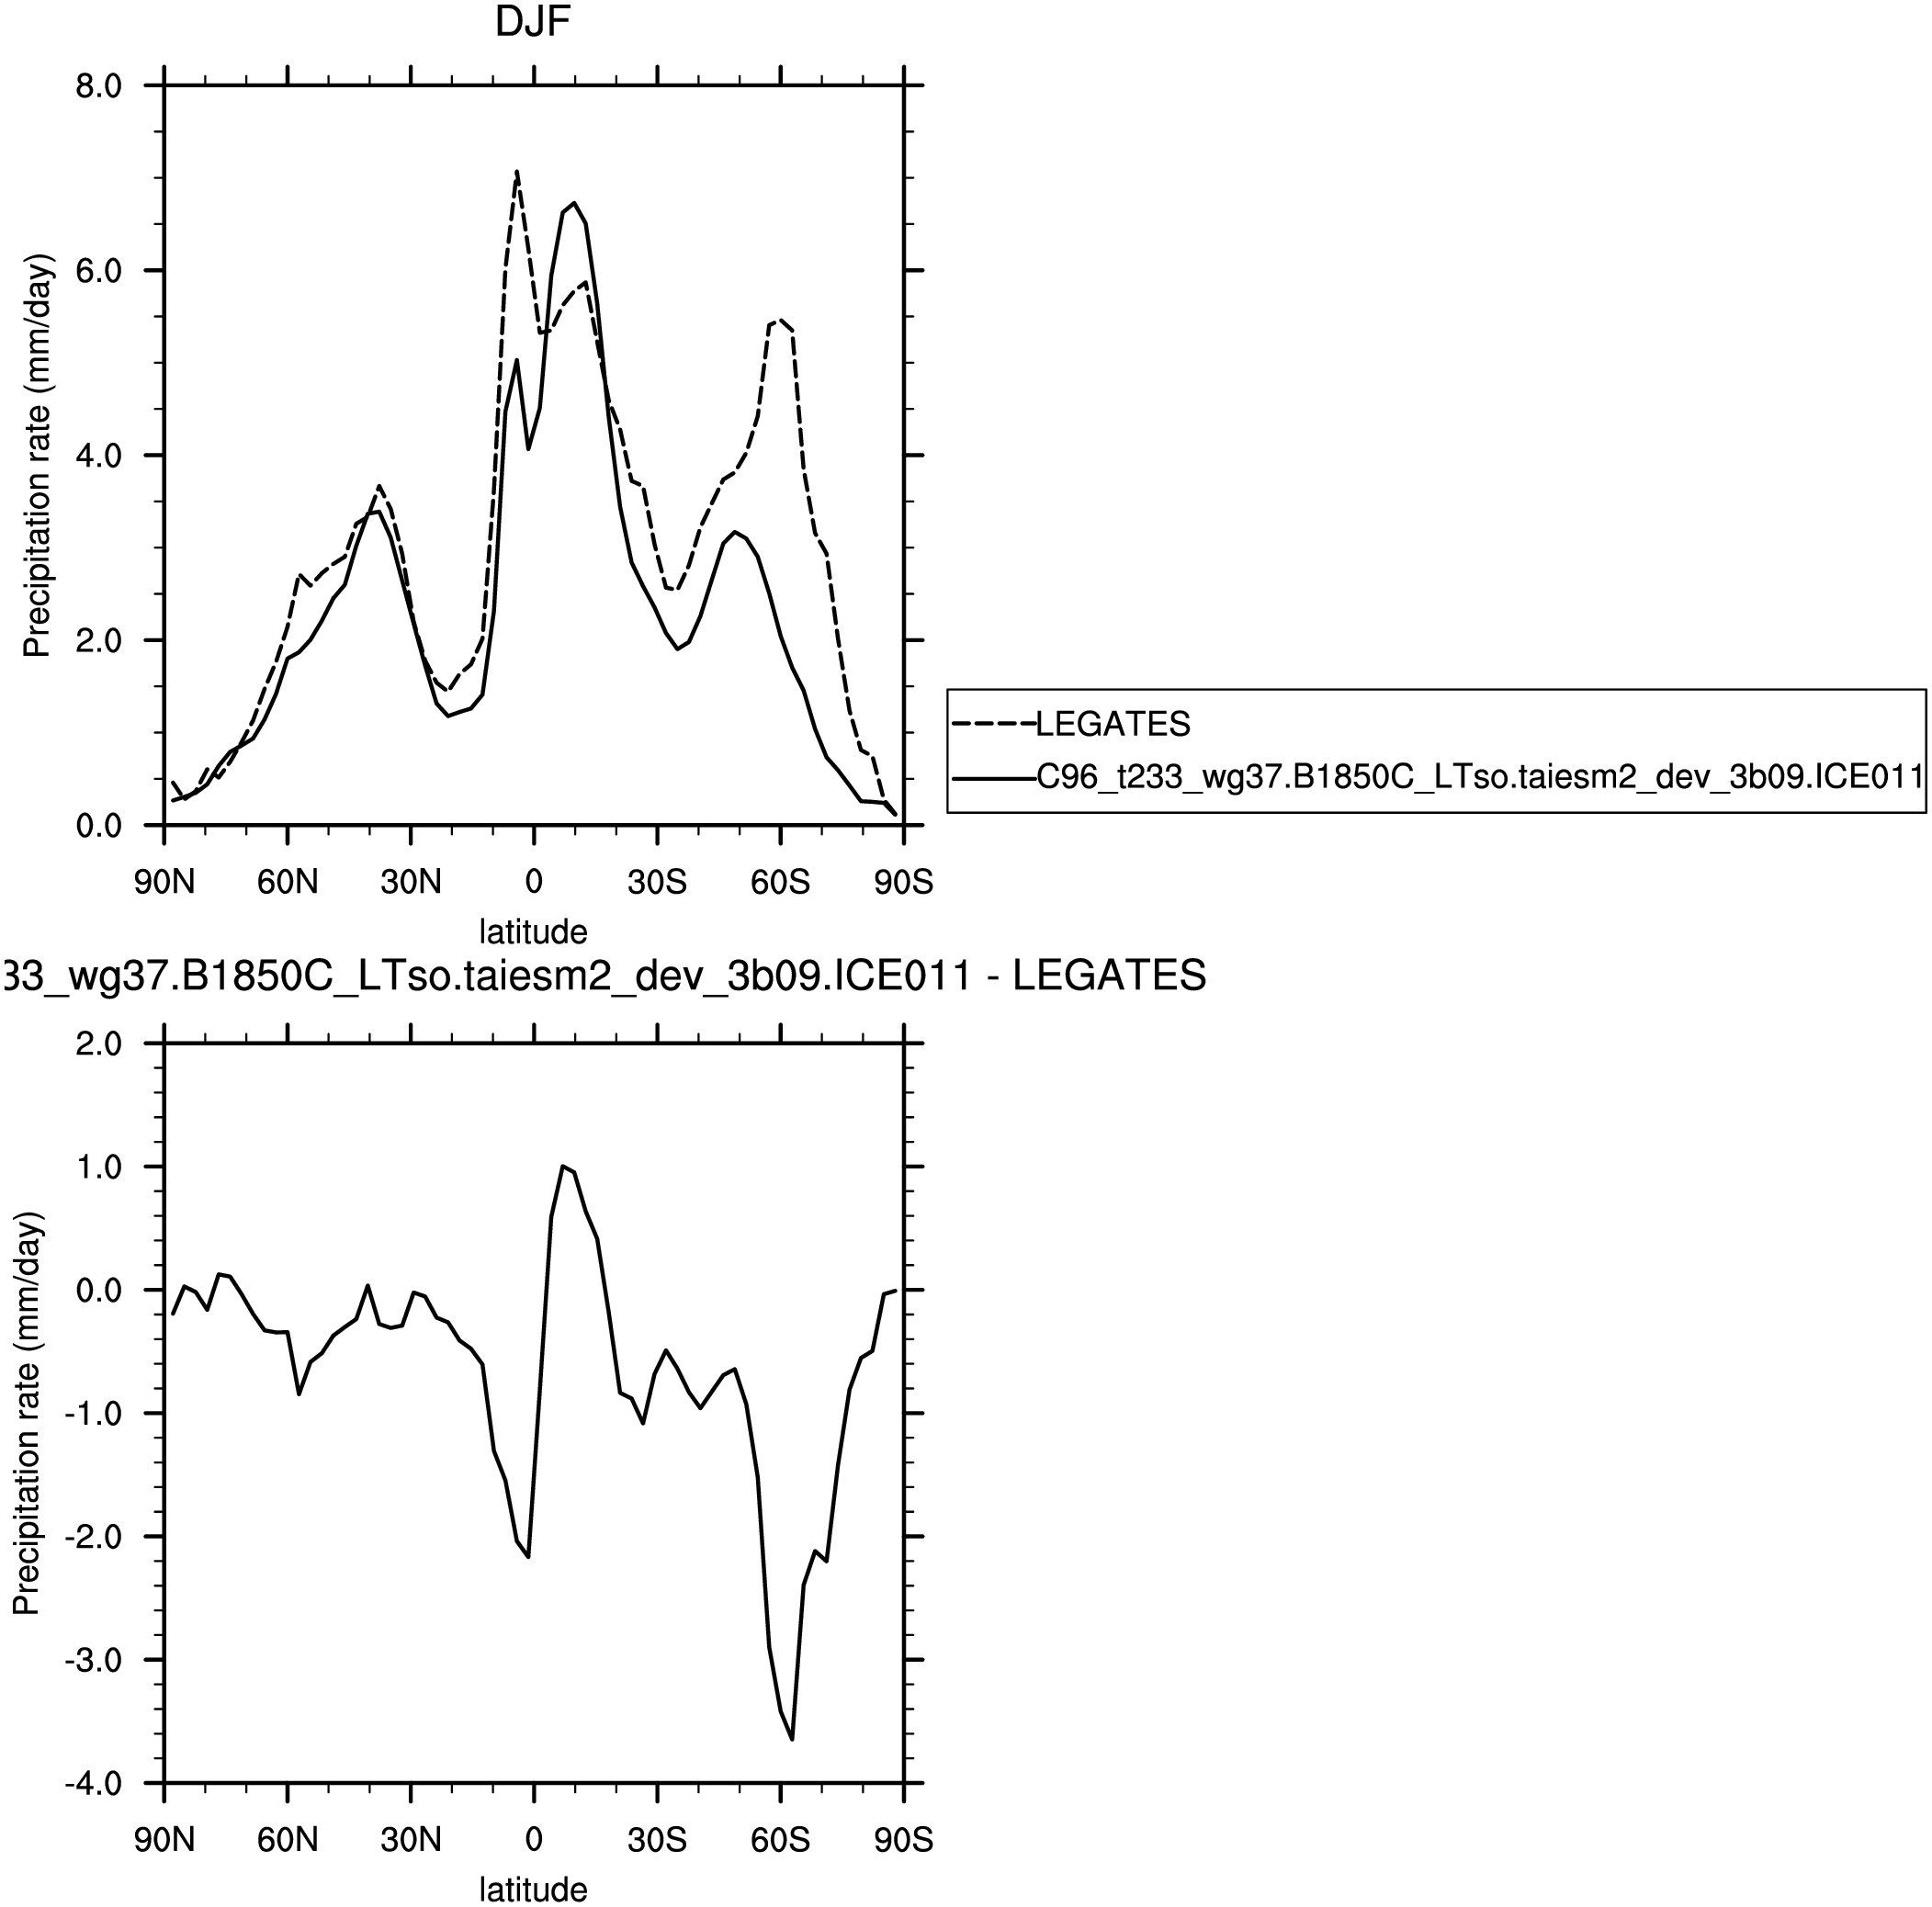 DJF
8.0
6.0
4.0
2.0
0.0
Precipitation rate (mm/day)
90N 60N 30N 0 30S 60S 90S
latitude
LEGATES
C96_t233_wg37.B1850C_LTso.taiesm2_dev_3b09.ICE011
33_wg37.B1850C_LTso.taiesm2_dev_3b09.ICE011 - LEGATES
2.0
1.0
0.0
-1.0
-2.0
-3.0
-4.0
Precipitation rate (mm/day)
90N 60N 30N 0 30S 60S 90S
latitude